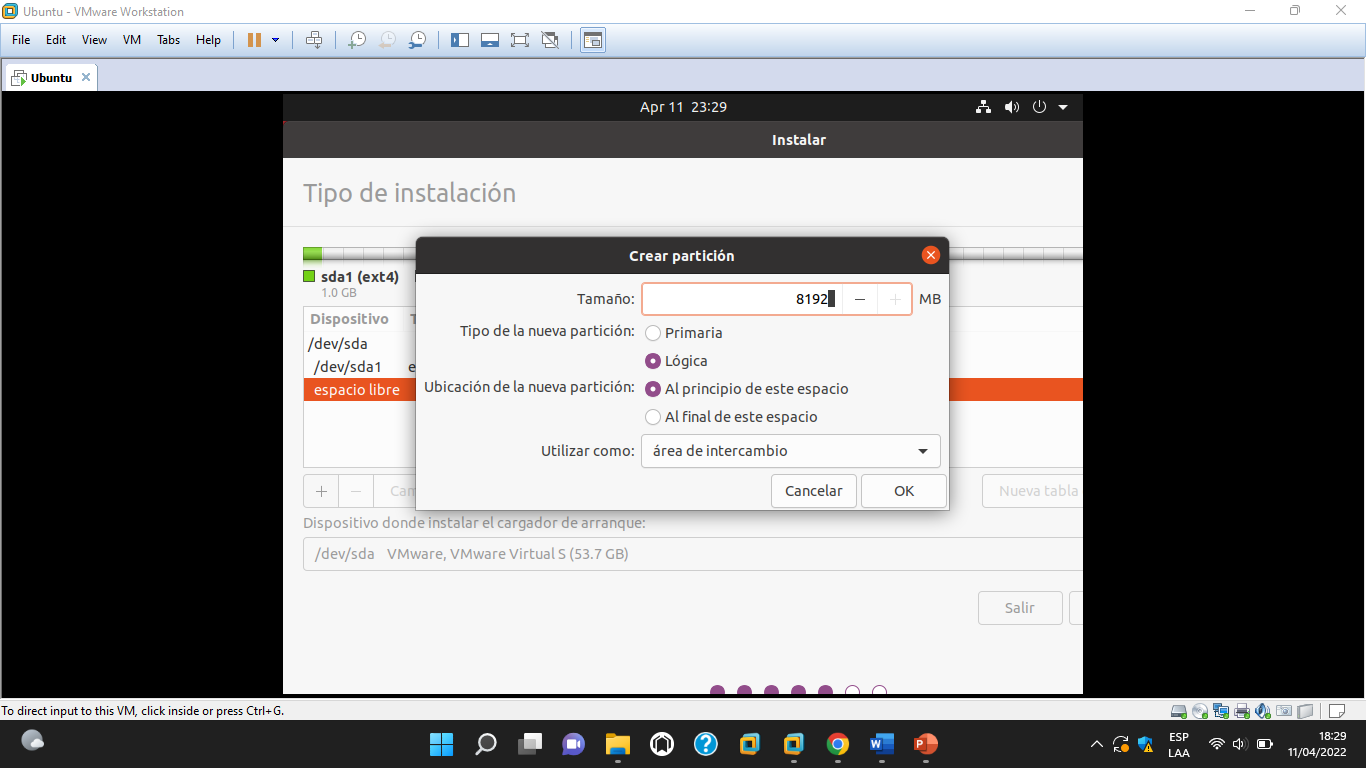 Ubuntu - VMware Workstation
File Edit View VM Tabs Help
Ubuntu
Apr 11 23:29
Instalar
Tipo de instalación
Crear partición
sda1 (ext4)
1.0 GB
Tamaño: 8192 MB
Dispositivo
Tipo de la nueva partición: Primaria
/dev/sda
Lógica
/dev/sda1
espacio libre
Ubicación de la nueva partición: Al principio de este espacio
Al final de este espacio
Utilizar como: área de intercambio
Cancelar OK
+ − Nueva tabla
Dispositivo donde instalar el cargador de arranque:
/dev/sda VMware, VMware Virtual S (53.7 GB)
Salir
To direct input to this VM, click inside or press Ctrl+G.
ESP
LAA
18:29
11/04/2022